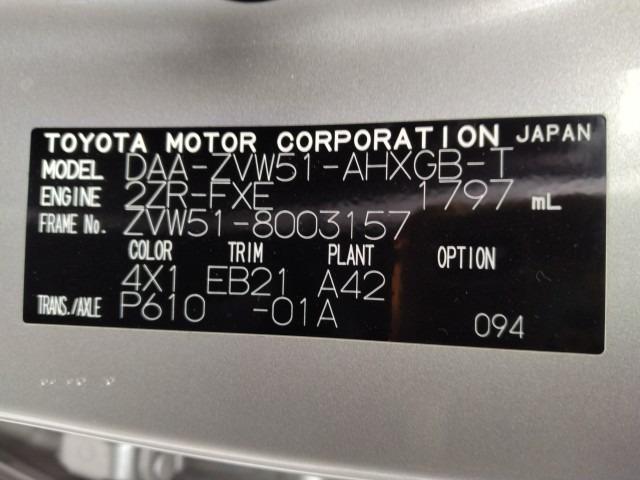 TOYOTA MOTOR CORPORATION JAPAN
MODEL DAA-ZVW51-AHXGB-T
ENGINE 2ZR-FXE 1797 mL
FRAME No. ZVW51-8003157
COLOR TRIM PLANT OPTION
4X1 EB21 A42
TRANS./AXLE P610 -01A 094